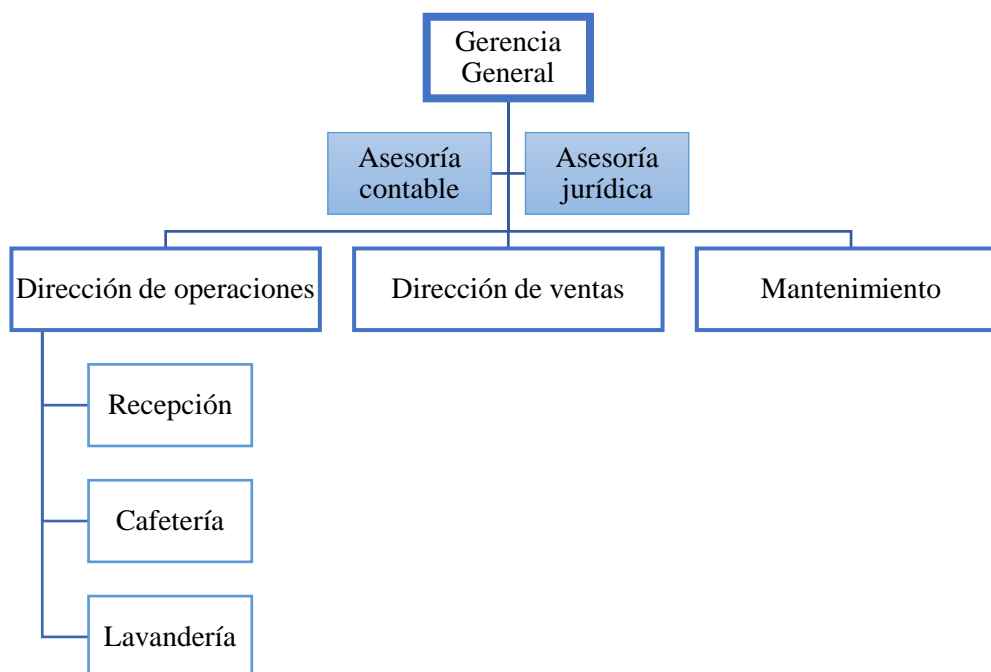 Gerencia
General
Asesoría
contable
Asesoría
jurídica
Dirección de operaciones
Dirección de ventas
Mantenimiento
Recepción
Cafetería
Lavandería